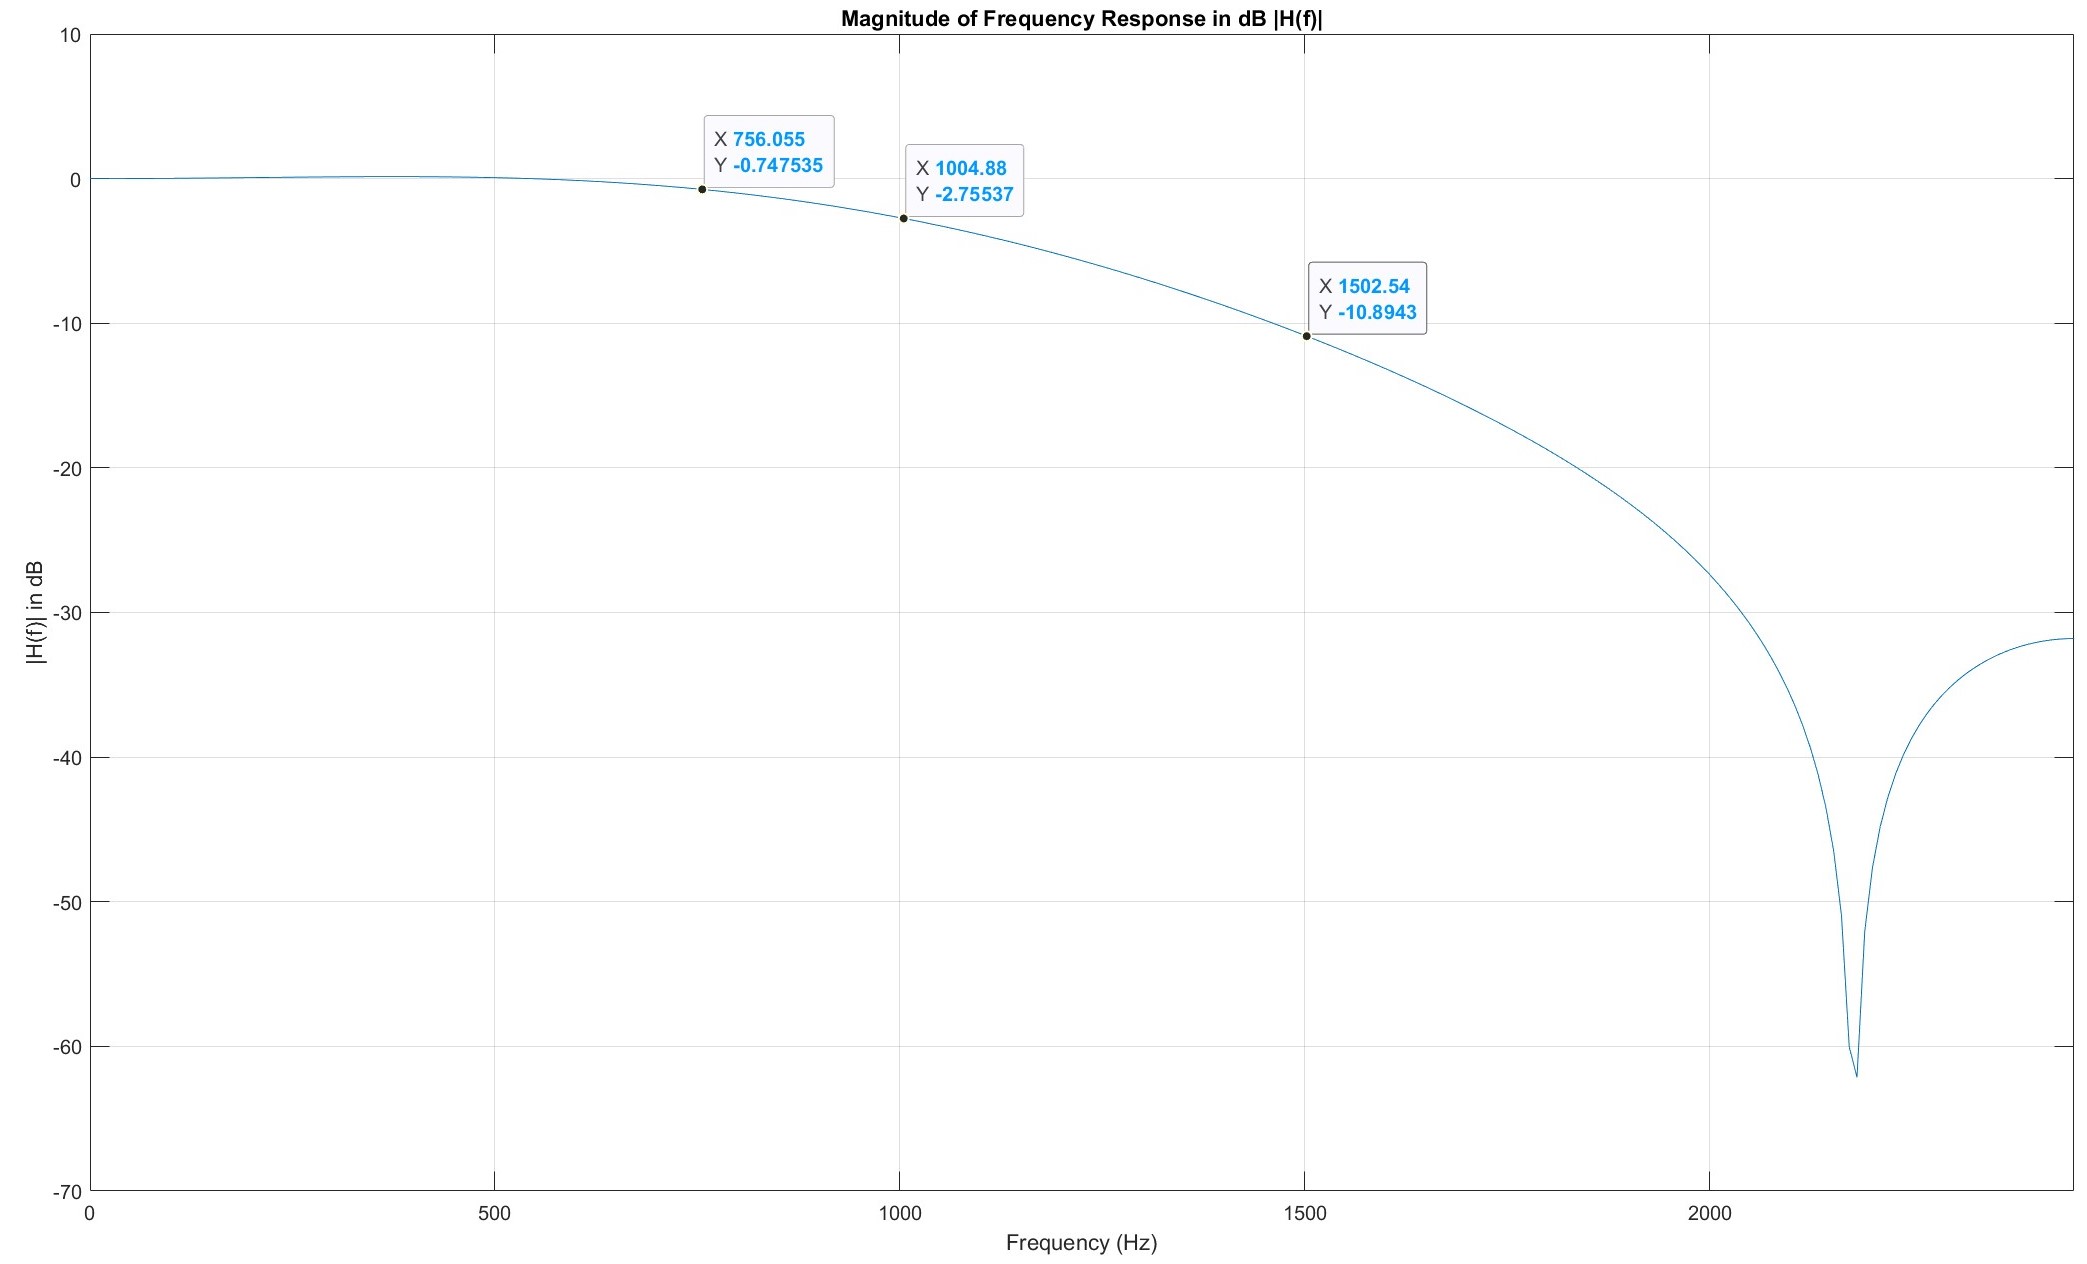 Magnitude of Frequency Response in dB |H(f)|
10
0
-10
-20
-30
-40
-50
-60
-70
|H(f)| in dB
X 756.055
Y -0.747535
X 1004.88
Y -2.75537
X 1502.54
Y -10.8943
0 500 1000 1500 2000
Frequency (Hz)